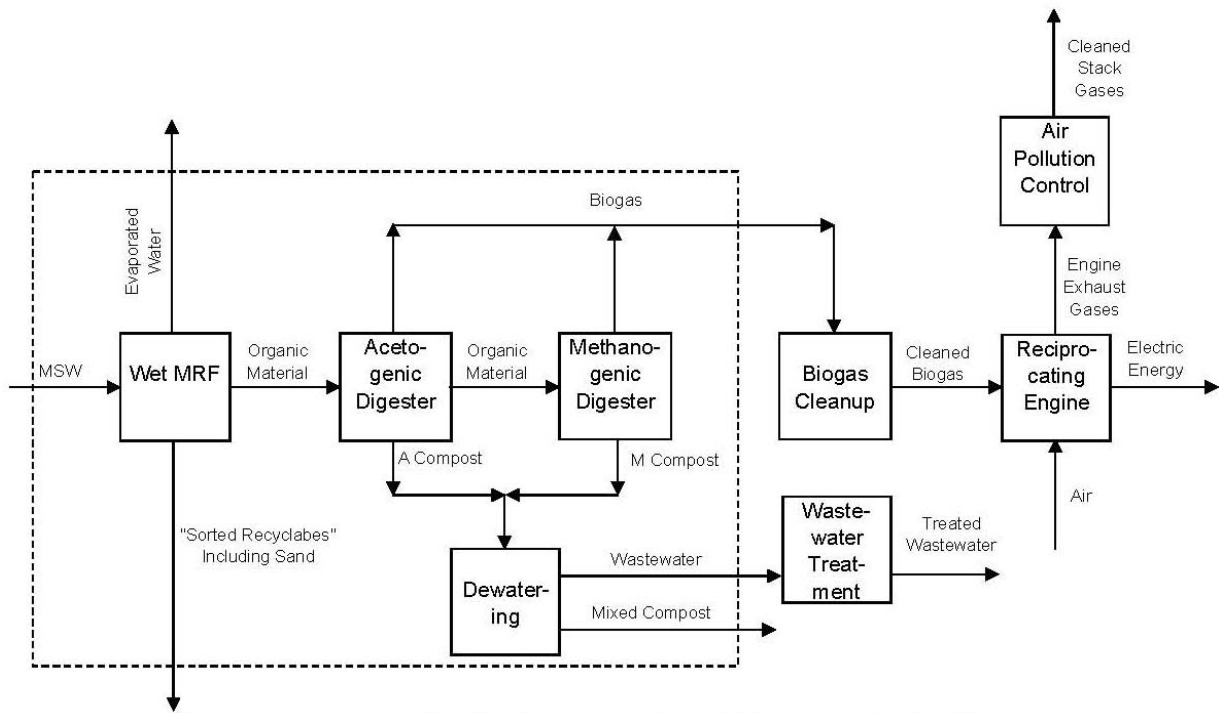 Cleaned
Stack
Gases
Air
Pollution
Control
Biogas
Evaporated
Water
Engine
Exhaust
Gases
MSW
Wet MRF
Organic
Material
Aceto-
genic
Digester
Organic
Material
Methano-
genic
Digester
Biogas
Cleanup
Cleaned
Biogas
Recipro-
cating
Engine
Electric
Energy
A Compost
M Compost
Air
"Sorted Recyclabes"
Including Sand
Dewater-
ing
Wastewater
Mixed Compost
Waste-
water
Treat-
ment
Treated
Wastewater